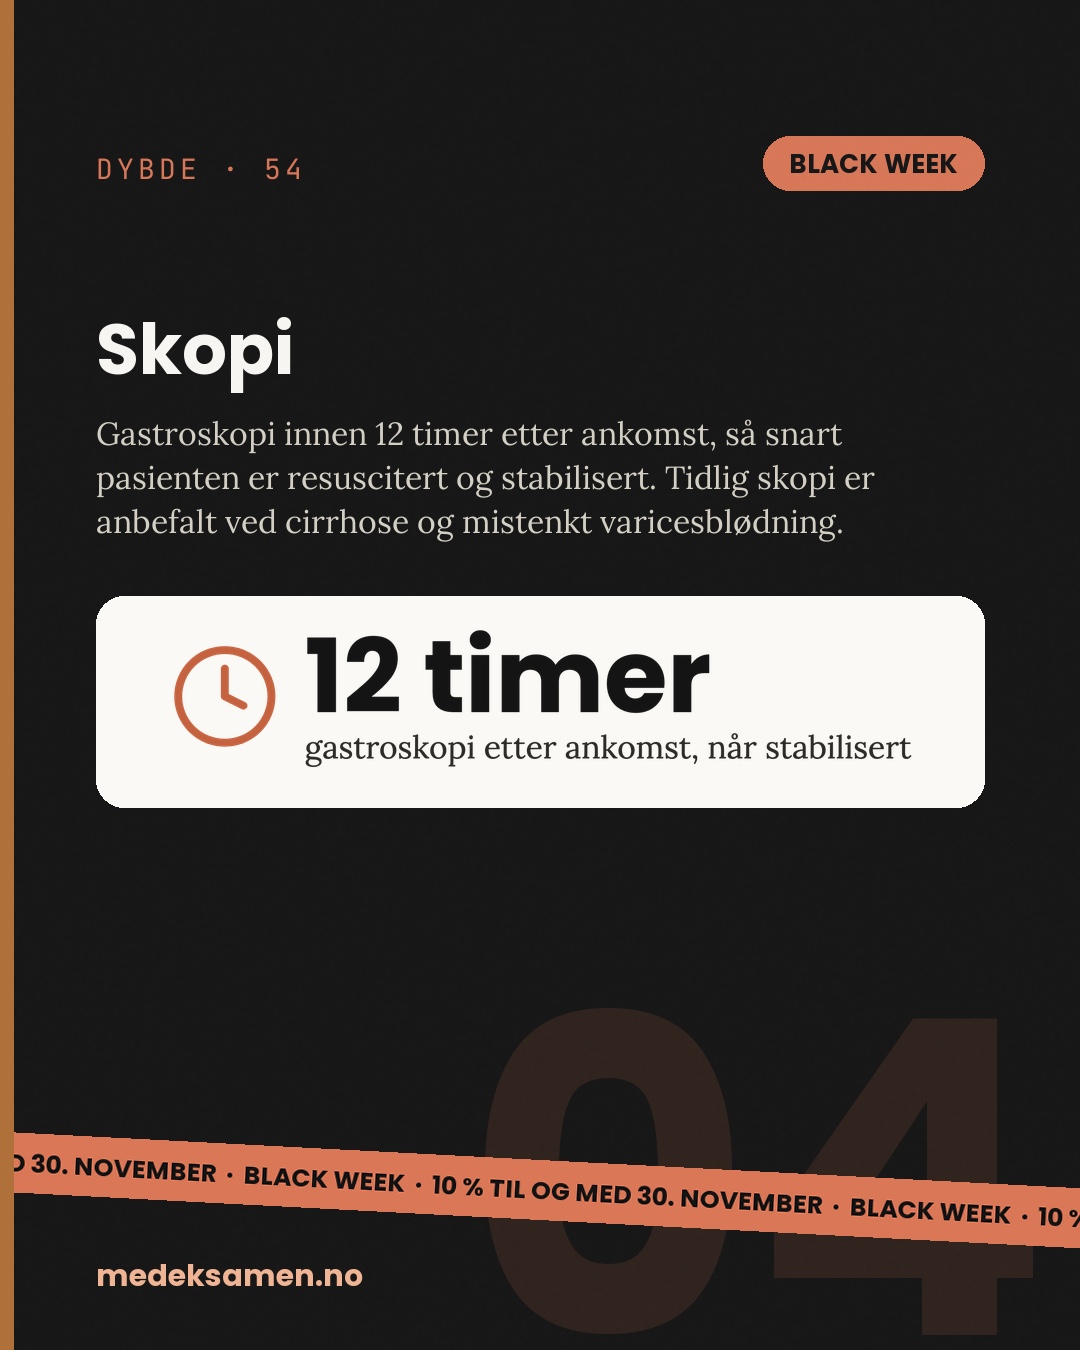 DYBDE · 54
BLACK WEEK
Skopi
Gastroskopi innen 12 timer etter ankomst, så snart
pasienten er resuscitert og stabilisert. Tidlig skopi er
anbefalt ved cirrhose og mistenkt varicesblødning.
12 timer
gastroskopi etter ankomst, når stabilisert
04
30. NOVEMBER · BLACK WEEK · 10 % TIL OG MED 30. NOVEMBER · BLACK WEEK · 10 %
medeksamen.no